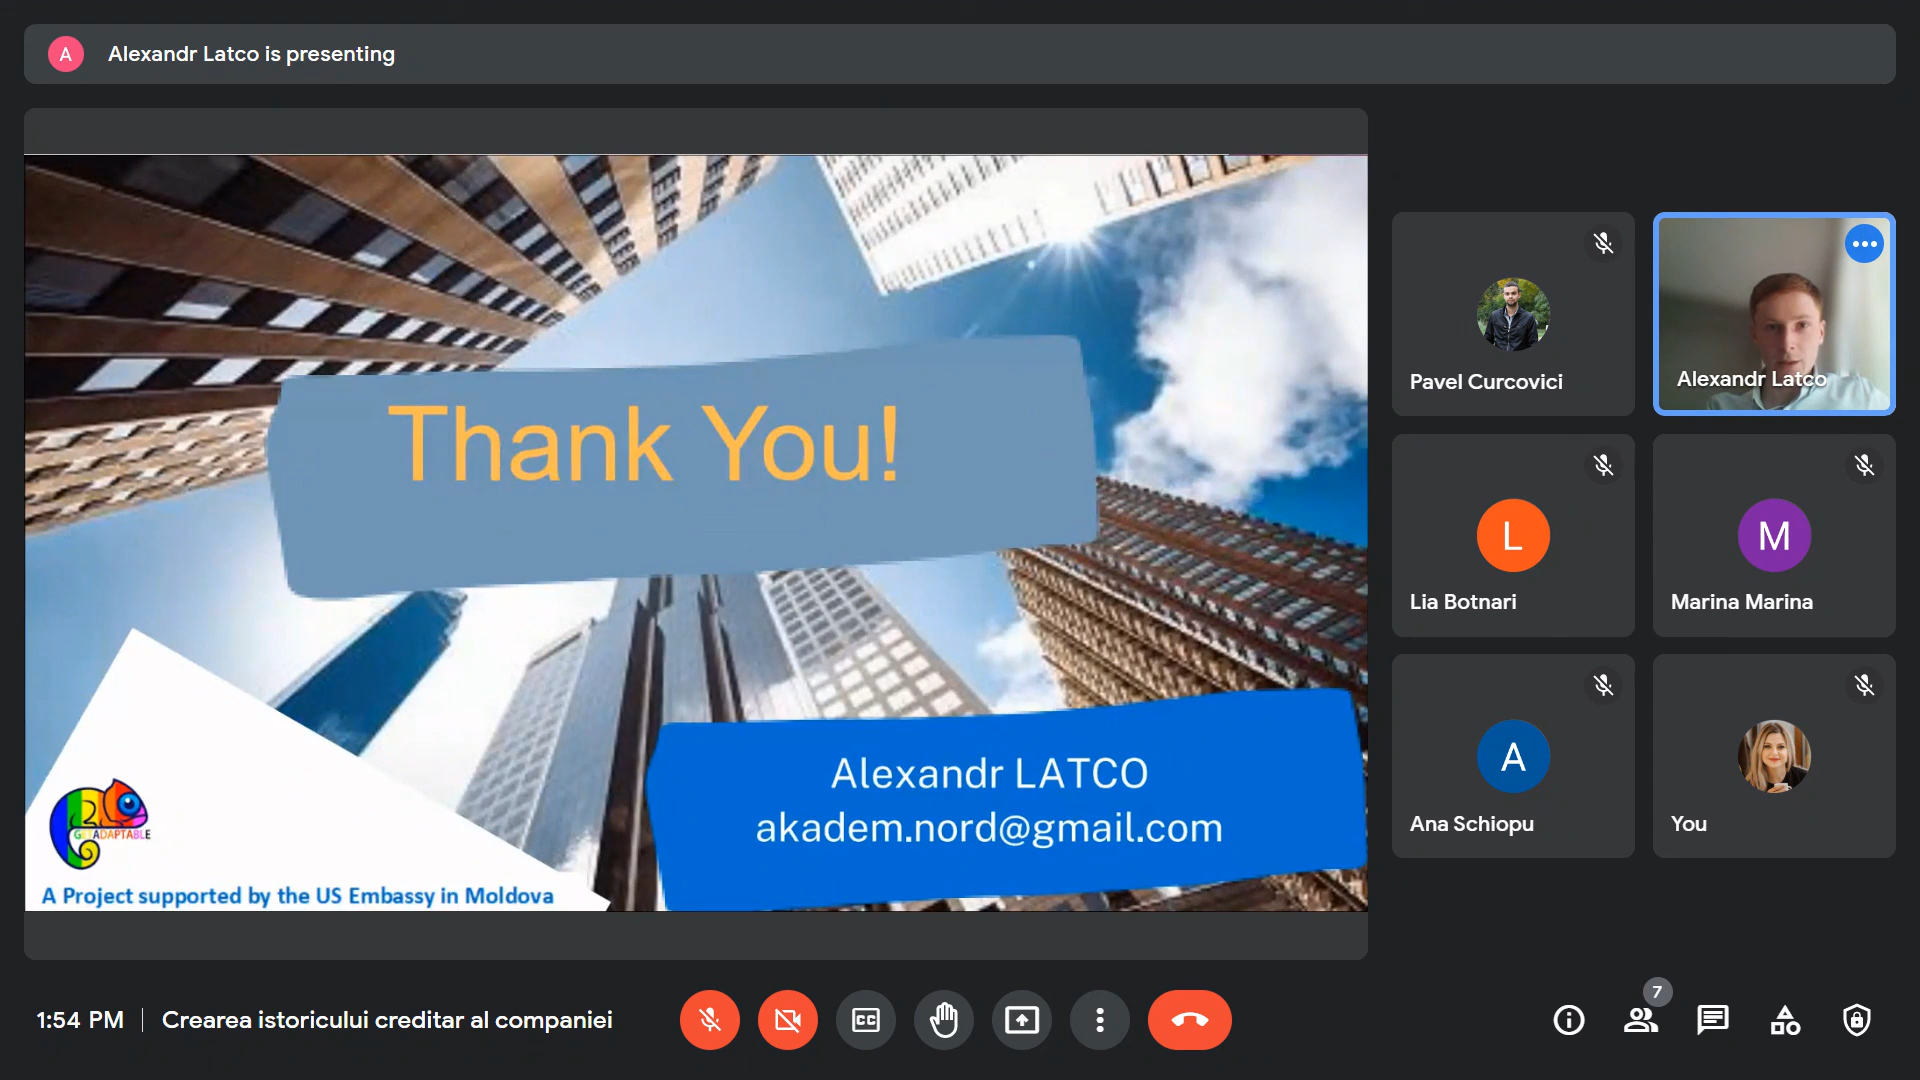 A
Alexandr Latco is presenting
Thank You!
Alexandr LATCO
akadem.nord@gmail.com
GETADAPTABLE
A Project supported by the US Embassy in Moldova
Pavel Curcovici
Alexandr Latco
L
Lia Botnari
M
Marina Marina
A
Ana Schiopu
You
1:54 PM
Crearea istoricului creditar al companiei
CC
7